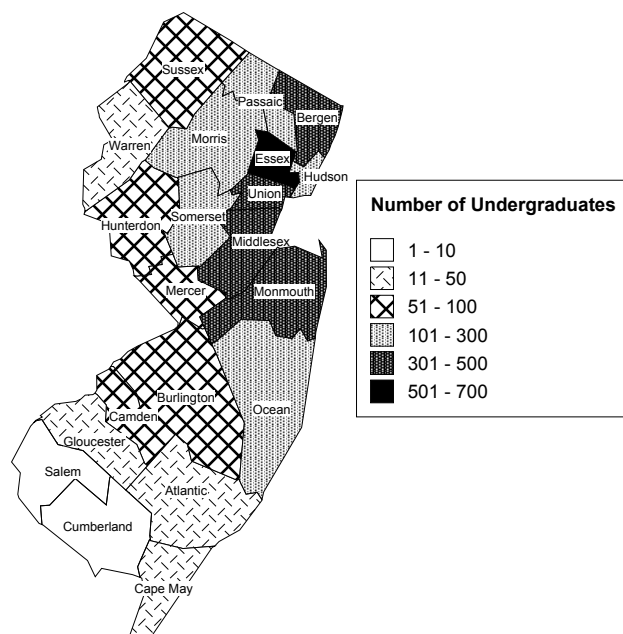 Sussex
Passaic
Bergen
Warren
Morris
Essex
Hudson
Union
Somerset
Hunterdon
Middlesex
Mercer
Monmouth
Burlington
Ocean
Camden
Gloucester
Salem
Atlantic
Cumberland
Cape May
Number of Undergraduates
1 - 10
11 - 50
51 - 100
101 - 300
301 - 500
501 - 700